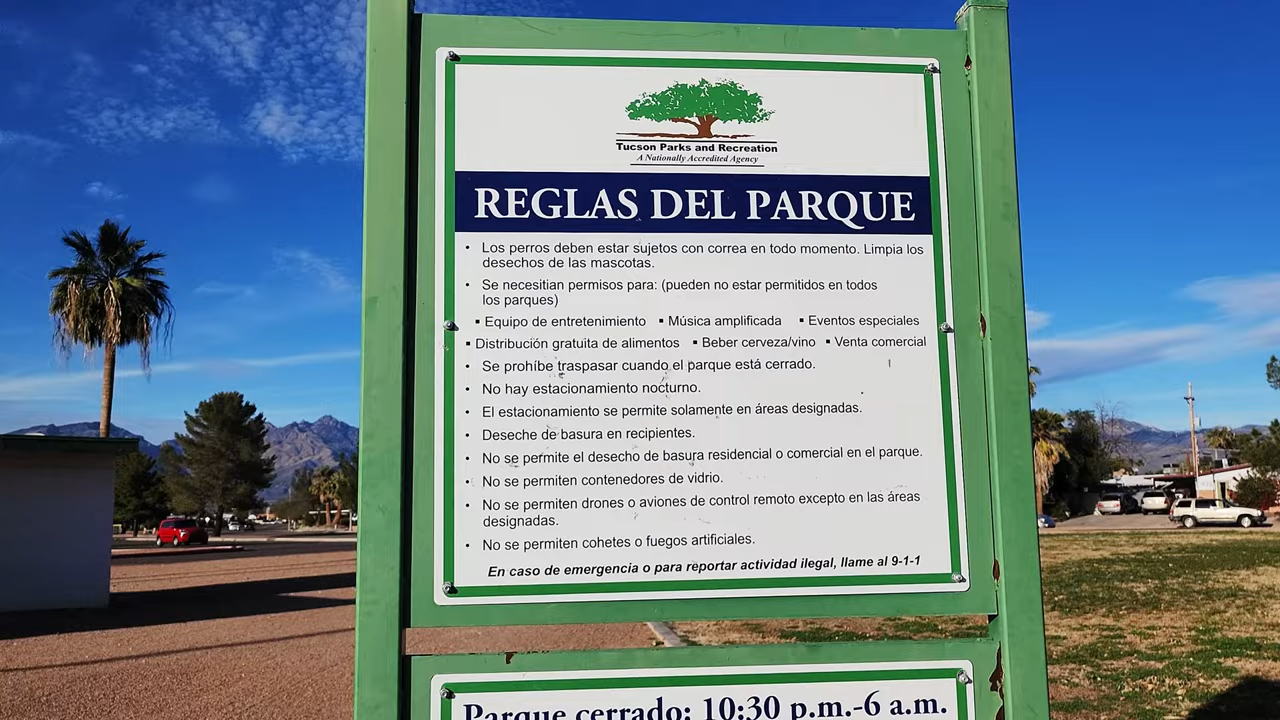 Tucson Parks and Recreation
A Nationally Accredited Agency
REGLAS DEL PARQUE
• Los perros deben estar sujetos con correa en todo momento. Limpia los
desechos de las mascotas.
• Se necesitian permisos para: (pueden no estar permitidos en todos
los parques)
▪ Equipo de entretenimiento ▪ Música amplificada ▪ Eventos especiales
▪ Distribución gratuita de alimentos ▪ Beber cerveza/vino ▪ Venta comercial
• Se prohíbe traspasar cuando el parque está cerrado.
• No hay estacionamiento nocturno.
• El estacionamiento se permite solamente en áreas designadas.
• Deseche de basura en recipientes.
• No se permite el desecho de basura residencial o comercial en el parque.
• No se permiten contenedores de vidrio.
• No se permiten drones o aviones de control remoto excepto en las áreas
designadas.
• No se permiten cohetes o fuegos artificiales.
En caso de emergencia o para reportar actividad ilegal, llame al 9-1-1
Parque cerrado: 10:30 p.m.-6 a.m.